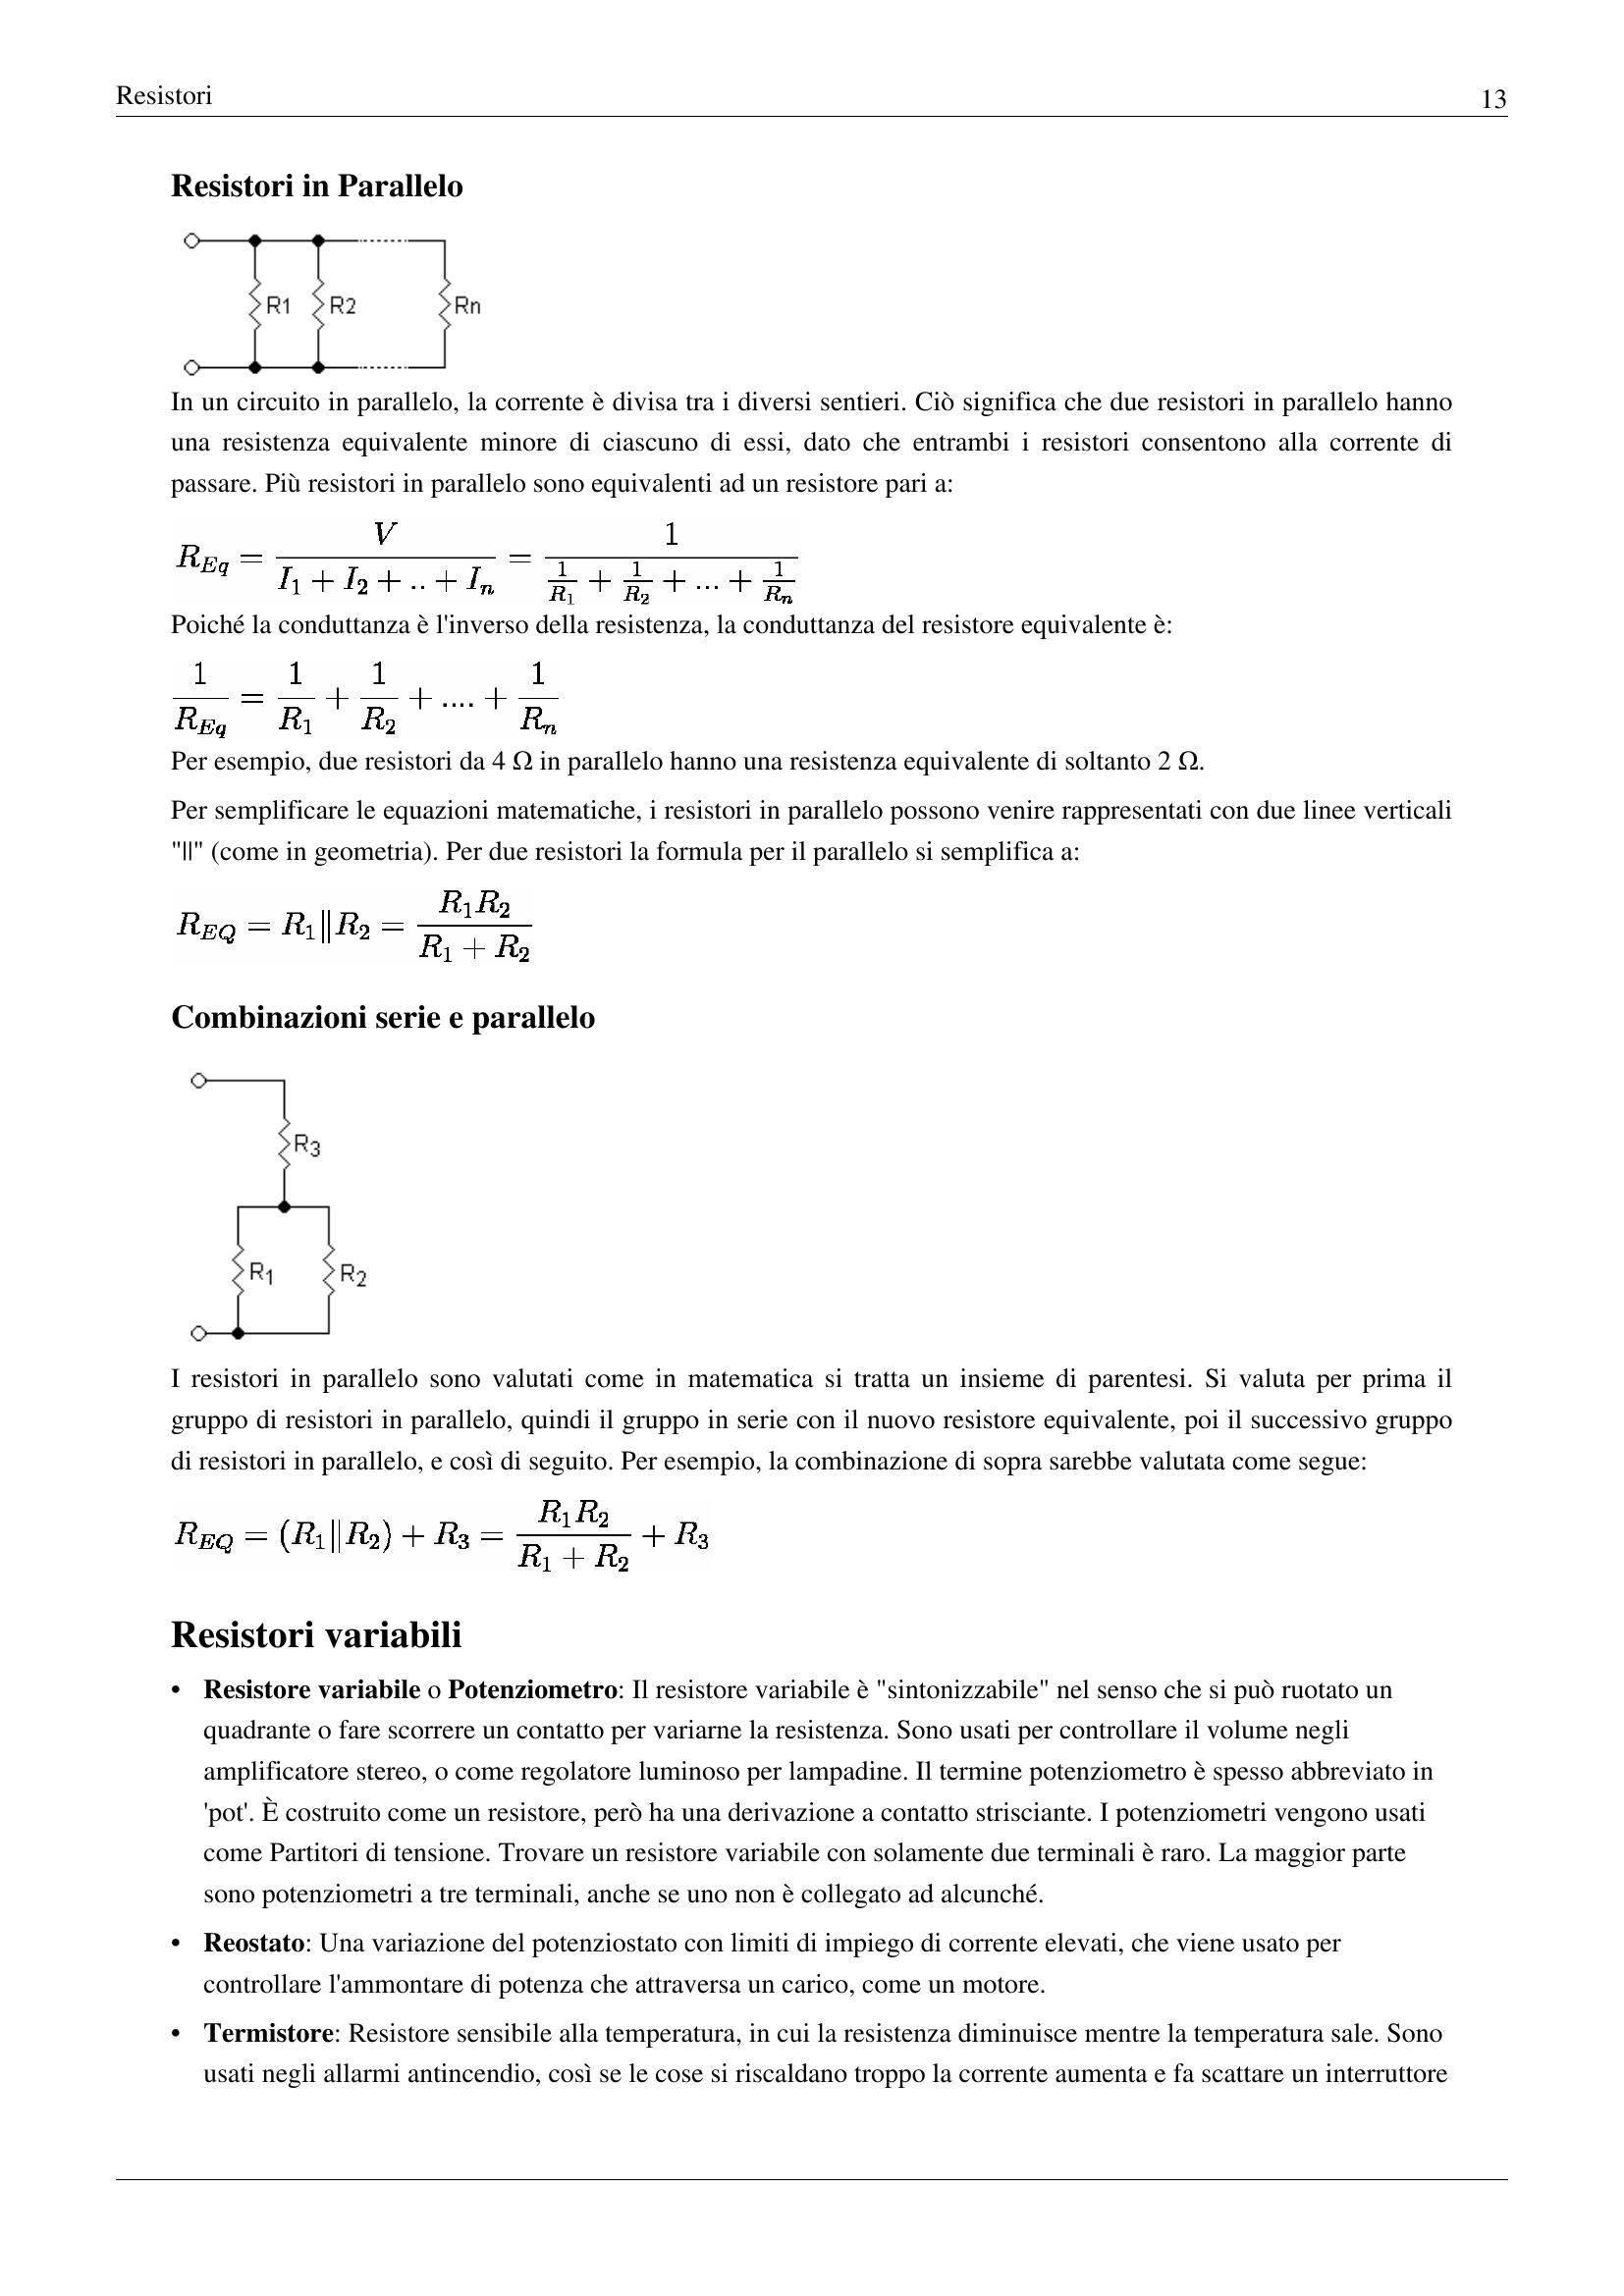 Resistori 13
Resistori in Parallelo
R1 R2 Rn
In un circuito in parallelo, la corrente è divisa tra i diversi sentieri. Ciò significa che due resistori in parallelo hanno
una resistenza equivalente minore di ciascuno di essi, dato che entrambi i resistori consentono alla corrente di
passare. Più resistori in parallelo sono equivalenti ad un resistore pari a:
R_{Eq} = \frac{V}{I_1 + I_2 + .. + I_n} = \frac{1}{\frac{1}{R_1} + \frac{1}{R_2} + ... + \frac{1}{R_n}}
Poiché la conduttanza è l'inverso della resistenza, la conduttanza del resistore equivalente è:
\frac{1}{R_{Eq}} = \frac{1}{R_1} + \frac{1}{R_2} + .... + \frac{1}{R_n}
Per esempio, due resistori da 4 Ω in parallelo hanno una resistenza equivalente di soltanto 2 Ω.
Per semplificare le equazioni matematiche, i resistori in parallelo possono venire rappresentati con due linee verticali
"||" (come in geometria). Per due resistori la formula per il parallelo si semplifica a:
R_{EQ} = R_1 \| R_2 = \frac{R_1 R_2}{R_1 + R_2}
Combinazioni serie e parallelo
R3
R1 R2
I resistori in parallelo sono valutati come in matematica si tratta un insieme di parentesi. Si valuta per prima il
gruppo di resistori in parallelo, quindi il gruppo in serie con il nuovo resistore equivalente, poi il successivo gruppo
di resistori in parallelo, e così di seguito. Per esempio, la combinazione di sopra sarebbe valutata come segue:
R_{EQ} = (R_1 \| R_2) + R_3 = \frac{R_1 R_2}{R_1 + R_2} + R_3
Resistori variabili
• Resistore variabile o Potenziometro: Il resistore variabile è "sintonizzabile" nel senso che si può ruotato un
quadrante o fare scorrere un contatto per variarne la resistenza. Sono usati per controllare il volume negli
amplificatore stereo, o come regolatore luminoso per lampadine. Il termine potenziometro è spesso abbreviato in
'pot'. È costruito come un resistore, però ha una derivazione a contatto strisciante. I potenziometri vengono usati
come Partitori di tensione. Trovare un resistore variabile con solamente due terminali è raro. La maggior parte
sono potenziometri a tre terminali, anche se uno non è collegato ad alcunché.
• Reostato: Una variazione del potenziostato con limiti di impiego di corrente elevati, che viene usato per
controllare l'ammontare di potenza che attraversa un carico, come un motore.
• Termistore: Resistore sensibile alla temperatura, in cui la resistenza diminuisce mentre la temperatura sale. Sono
usati negli allarmi antincendio, così se le cose si riscaldano troppo la corrente aumenta e fa scattare un interruttore